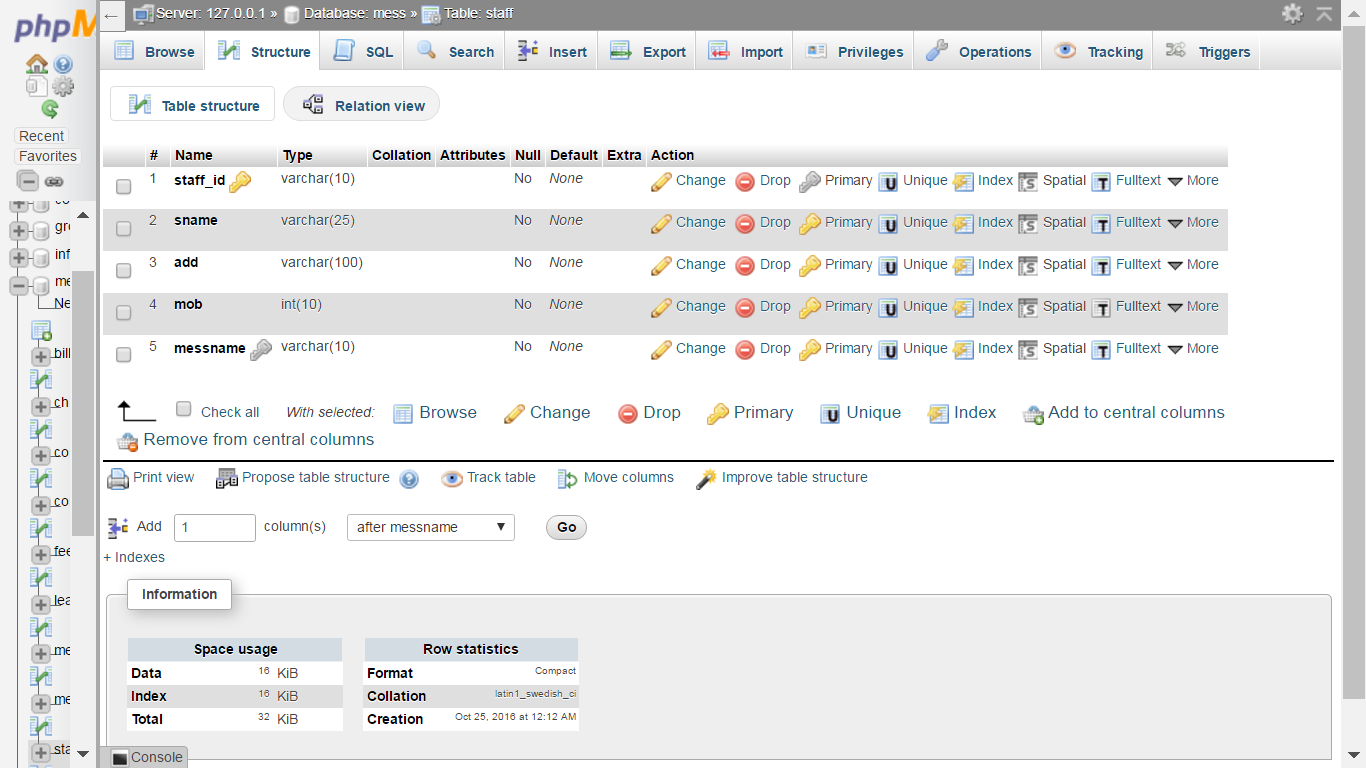 phpM
← Server: 127.0.0.1 » Database: mess » Table: staff
Browse Structure SQL Search Insert Export Import Privileges Operations Tracking Triggers
Recent
Favorites
gr
inf
me
Ne
bill
ch
co
co
fee
lea
me
me
sta
Table structure Relation view
# Name Type Collation Attributes Null Default Extra Action
1 staff_id varchar(10) No None Change Drop Primary Unique Index Spatial Fulltext More
2 sname varchar(25) No None Change Drop Primary Unique Index Spatial Fulltext More
3 add varchar(100) No None Change Drop Primary Unique Index Spatial Fulltext More
4 mob int(10) No None Change Drop Primary Unique Index Spatial Fulltext More
5 messname varchar(10) No None Change Drop Primary Unique Index Spatial Fulltext More
Check all With selected: Browse Change Drop Primary Unique Index Add to central columns
Remove from central columns
Print view Propose table structure Track table Move columns Improve table structure
Add 1 column(s) after messname Go
+ Indexes
Information
Space usage
Data 16 KiB
Index 16 KiB
Total 32 KiB
Row statistics
Format Compact
Collation latin1_swedish_ci
Creation Oct 25, 2016 at 12:12 AM
Console